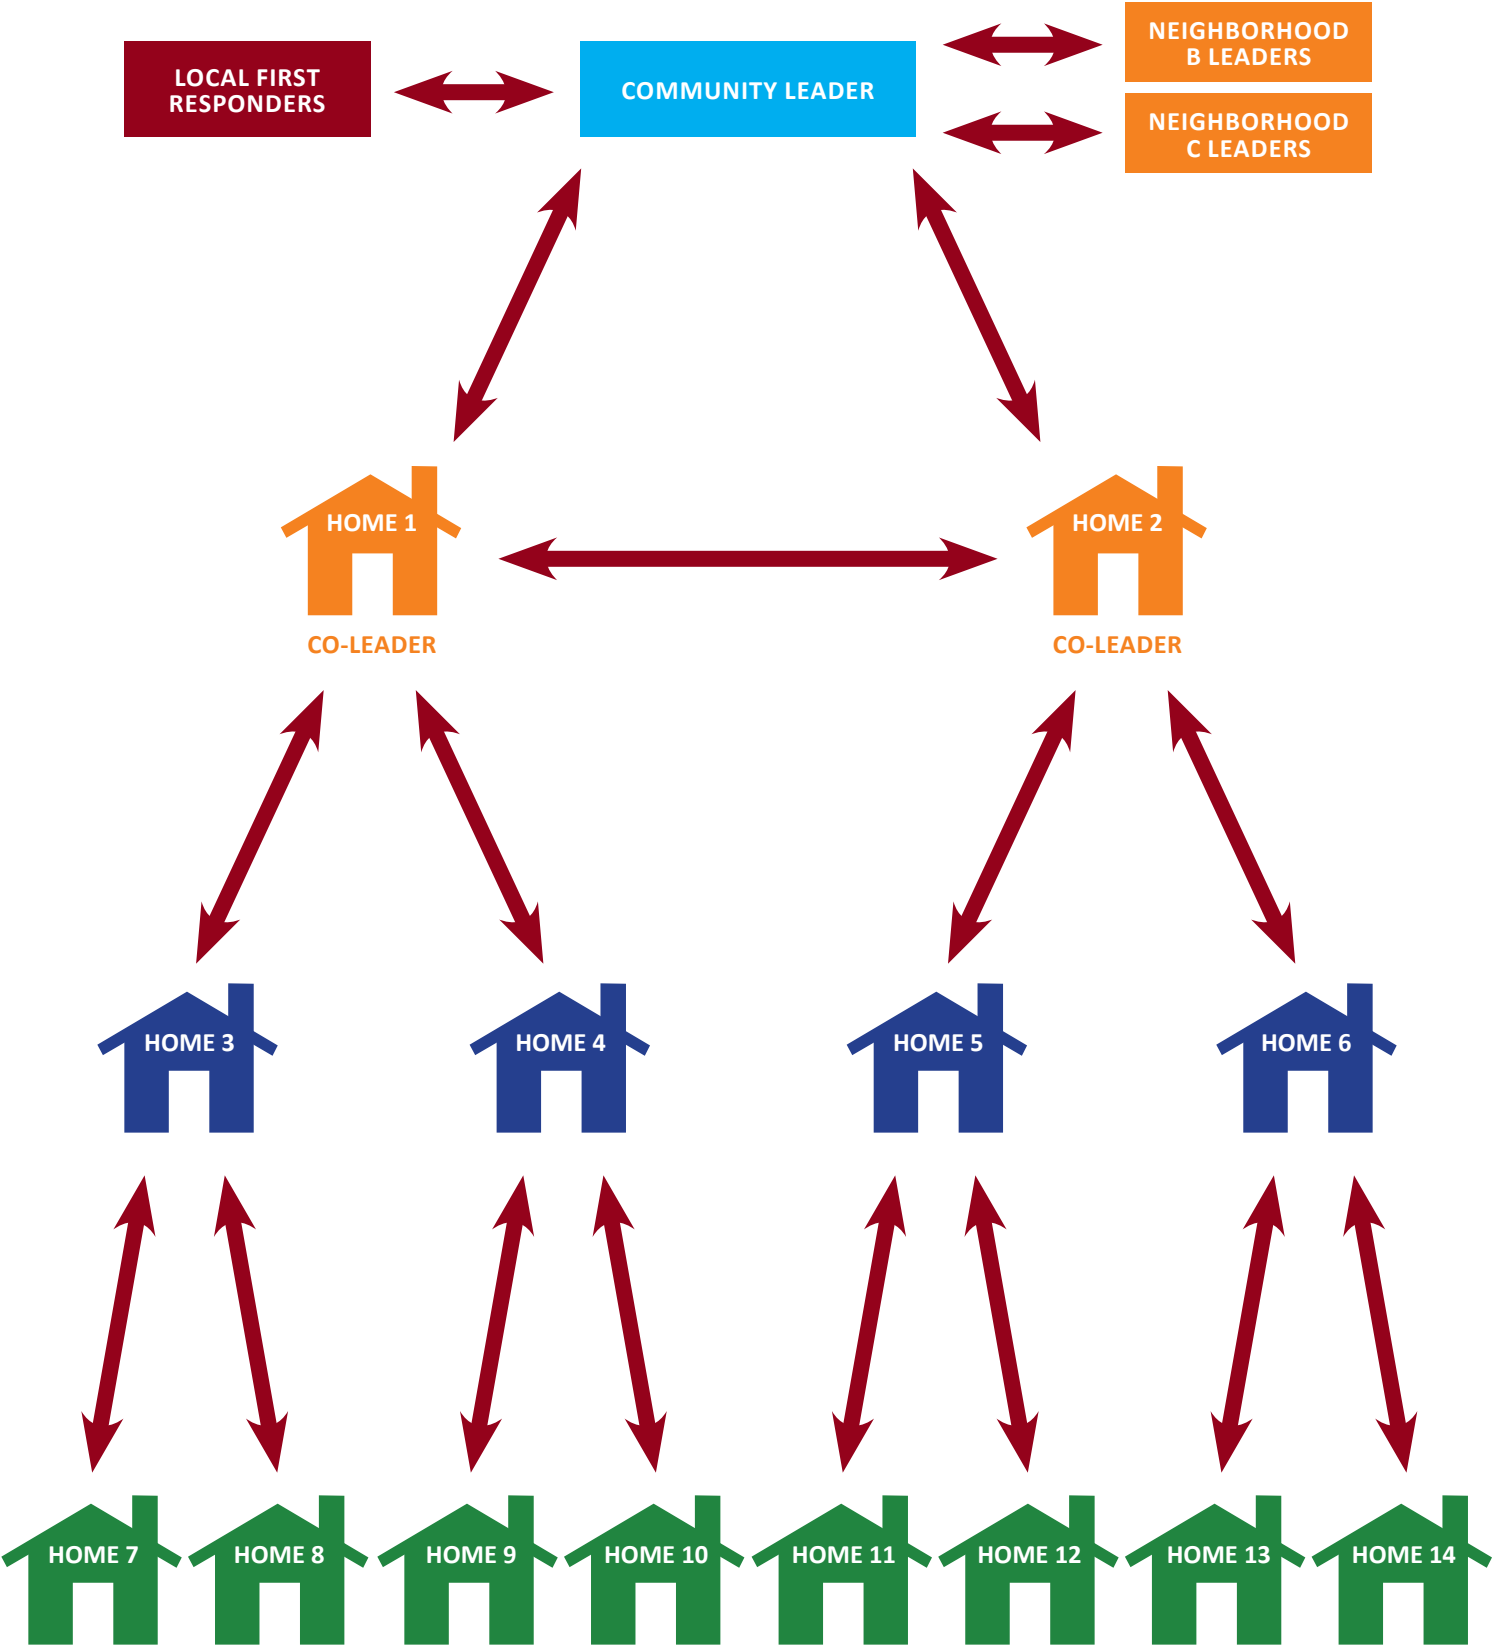 LOCAL FIRST
RESPONDERS
COMMUNITY LEADER
NEIGHBORHOOD
B LEADERS
NEIGHBORHOOD
C LEADERS
HOME 1
CO-LEADER
HOME 2
CO-LEADER
HOME 3
HOME 4
HOME 5
HOME 6
HOME 7
HOME 8
HOME 9
HOME 10
HOME 11
HOME 12
HOME 13
HOME 14